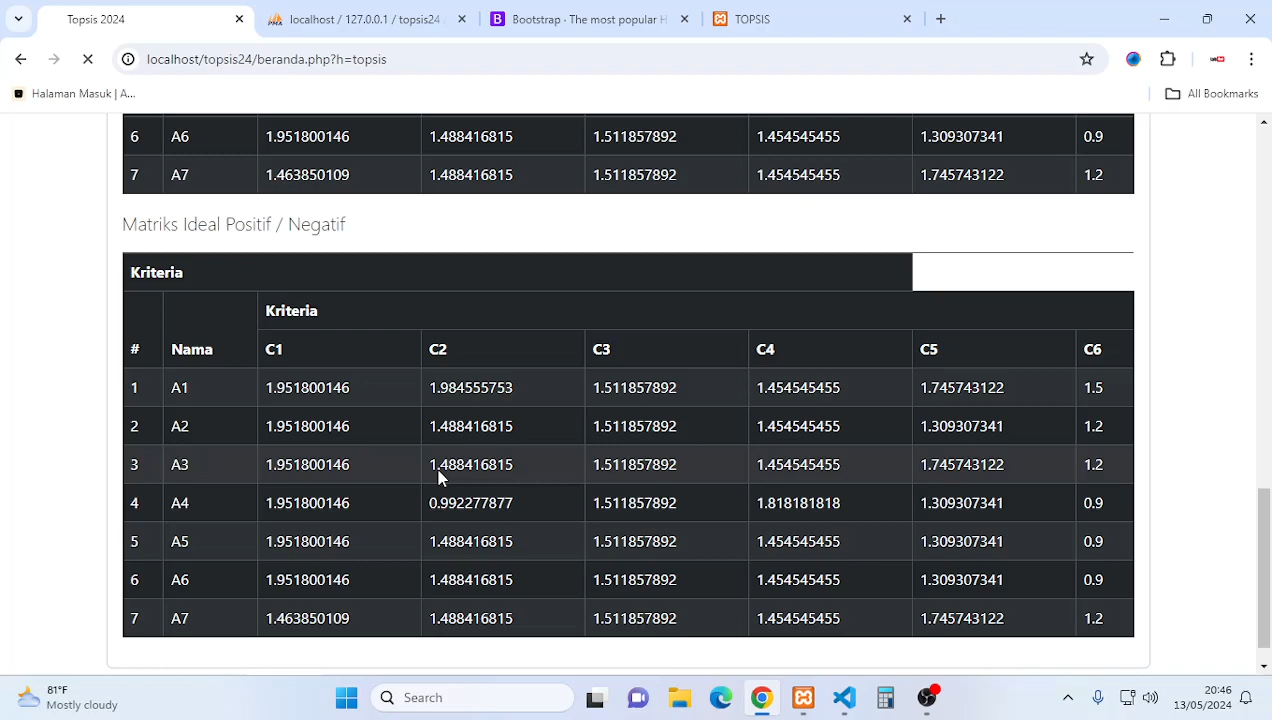 Topsis 2024
localhost / 127.0.0.1 / topsis24
Bootstrap · The most popular H
TOPSIS
localhost/topsis24/beranda.php?h=topsis
Halaman Masuk | A...
All Bookmarks
6 A6 1.951800146 1.488416815 1.511857892 1.454545455 1.309307341 0.9
7 A7 1.463850109 1.488416815 1.511857892 1.454545455 1.745743122 1.2
Matriks Ideal Positif / Negatif
Kriteria
Kriteria
# Nama C1 C2 C3 C4 C5 C6
1 A1 1.951800146 1.984555753 1.511857892 1.454545455 1.745743122 1.5
2 A2 1.951800146 1.488416815 1.511857892 1.454545455 1.309307341 1.2
3 A3 1.951800146 1.488416815 1.511857892 1.454545455 1.745743122 1.2
4 A4 1.951800146 0.992277877 1.511857892 1.818181818 1.309307341 0.9
5 A5 1.951800146 1.488416815 1.511857892 1.454545455 1.309307341 0.9
6 A6 1.951800146 1.488416815 1.511857892 1.454545455 1.309307341 0.9
7 A7 1.463850109 1.488416815 1.511857892 1.454545455 1.745743122 1.2
81°F
Mostly cloudy
Search
20:46
13/05/2024